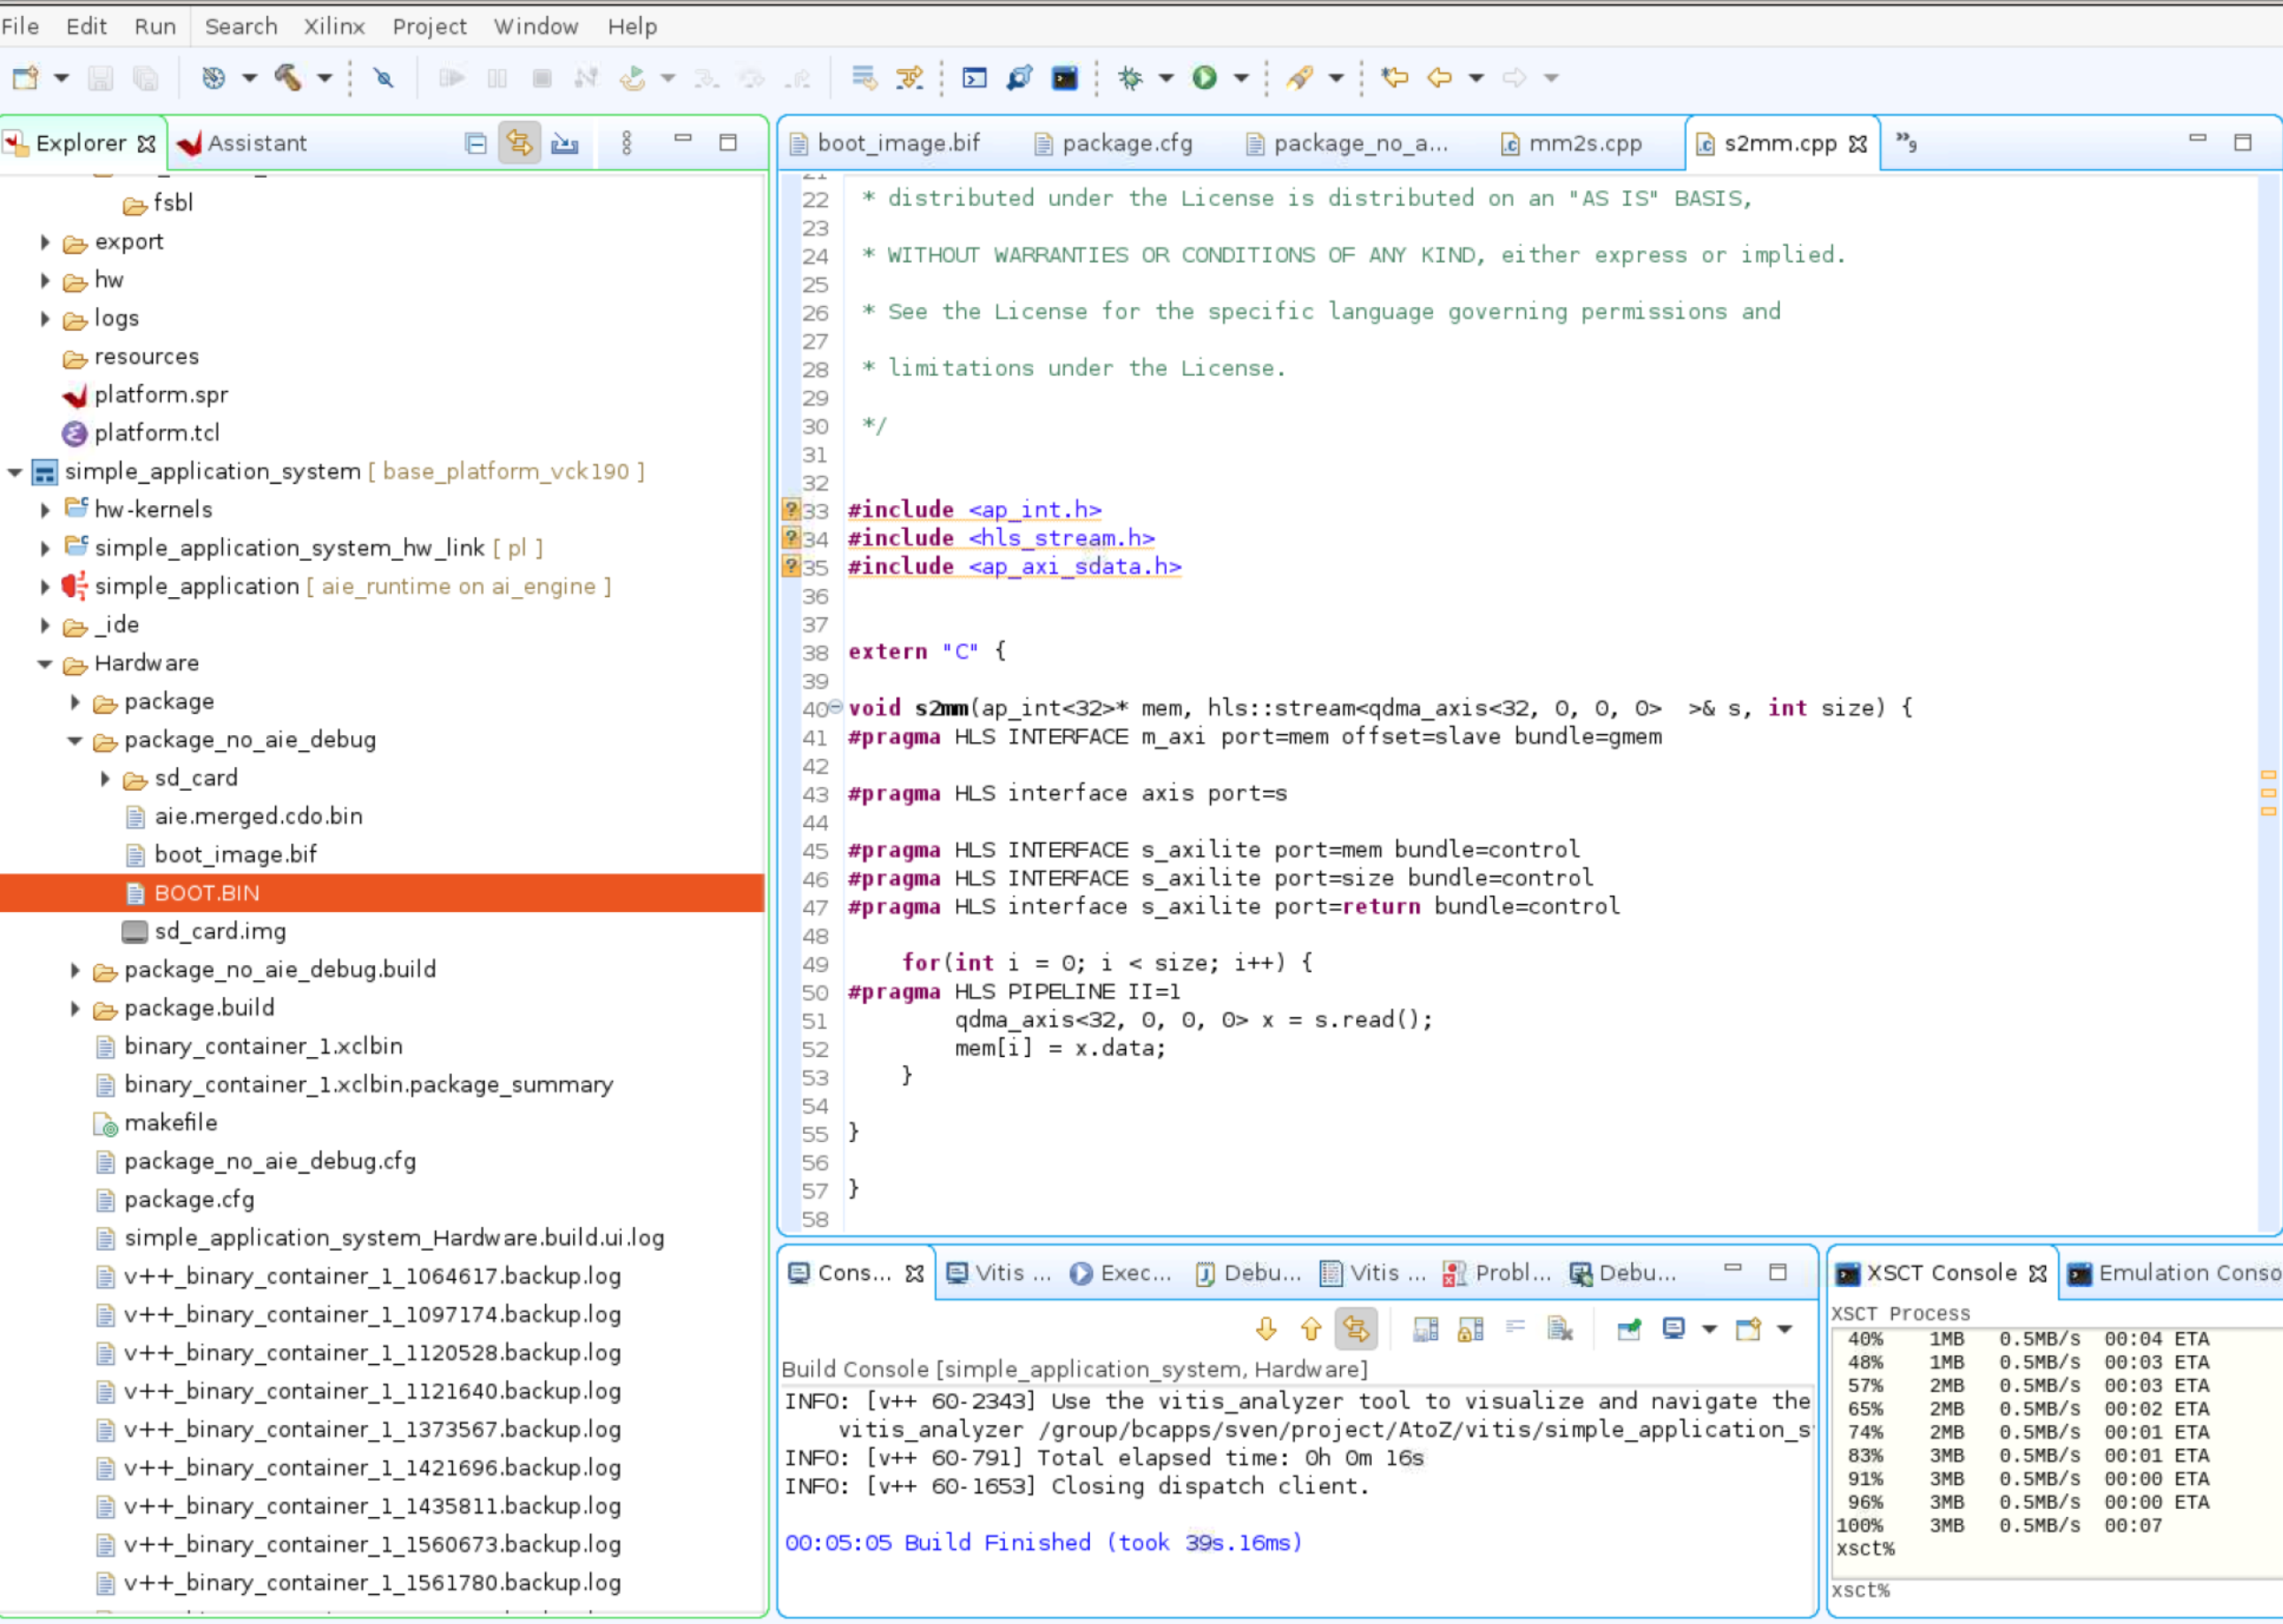 File Edit Run Search Xilinx Project Window Help
Explorer
Assistant
fsbl
export
hw
logs
resources
platform.spr
platform.tcl
simple_application_system [ base_platform_vck190 ]
hw-kernels
simple_application_system_hw_link [ pl ]
simple_application [ aie_runtime on ai_engine ]
_ide
Hardware
package
package_no_aie_debug
sd_card
aie.merged.cdo.bin
boot_image.bif
BOOT.BIN
sd_card.img
package_no_aie_debug.build
package.build
binary_container_1.xclbin
binary_container_1.xclbin.package_summary
makefile
package_no_aie_debug.cfg
package.cfg
simple_application_system_Hardware.build.ui.log
v++_binary_container_1_1064617.backup.log
v++_binary_container_1_1097174.backup.log
v++_binary_container_1_1120528.backup.log
v++_binary_container_1_1121640.backup.log
v++_binary_container_1_1373567.backup.log
v++_binary_container_1_1421696.backup.log
v++_binary_container_1_1435811.backup.log
v++_binary_container_1_1560673.backup.log
v++_binary_container_1_1561780.backup.log
boot_image.bif package.cfg package_no_a... mm2s.cpp s2mm.cpp »9
22 * distributed under the License is distributed on an "AS IS" BASIS,
23
24 * WITHOUT WARRANTIES OR CONDITIONS OF ANY KIND, either express or implied.
25
26 * See the License for the specific language governing permissions and
27
28 * limitations under the License.
29
30 */
31
32
33 #include <ap_int.h>
34 #include <hls_stream.h>
35 #include <ap_axi_sdata.h>
36
37
38 extern "C" {
39
40 void s2mm(ap_int<32>* mem, hls::stream<qdma_axis<32, 0, 0, 0> >& s, int size) {
41 #pragma HLS INTERFACE m_axi port=mem offset=slave bundle=gmem
42
43 #pragma HLS interface axis port=s
44
45 #pragma HLS INTERFACE s_axilite port=mem bundle=control
46 #pragma HLS INTERFACE s_axilite port=size bundle=control
47 #pragma HLS interface s_axilite port=return bundle=control
48
49 for(int i = 0; i < size; i++) {
50 #pragma HLS PIPELINE II=1
51 qdma_axis<32, 0, 0, 0> x = s.read();
52 mem[i] = x.data;
53 }
54
55 }
56
57 }
58
Cons... Vitis ... Exec... Debu... Vitis ... Probl... Debu...
Build Console [simple_application_system, Hardware]
INFO: [v++ 60-2343] Use the vitis_analyzer tool to visualize and navigate the
vitis_analyzer /group/bcapps/sven/project/AtoZ/vitis/simple_application_s
INFO: [v++ 60-791] Total elapsed time: 0h 0m 16s
INFO: [v++ 60-1653] Closing dispatch client.
00:05:05 Build Finished (took 39s.16ms)
XSCT Console Emulation Conso
XSCT Process
40% 1MB 0.5MB/s 00:04 ETA
48% 1MB 0.5MB/s 00:03 ETA
57% 2MB 0.5MB/s 00:03 ETA
65% 2MB 0.5MB/s 00:02 ETA
74% 2MB 0.5MB/s 00:01 ETA
83% 3MB 0.5MB/s 00:01 ETA
91% 3MB 0.5MB/s 00:00 ETA
96% 3MB 0.5MB/s 00:00 ETA
100% 3MB 0.5MB/s 00:07
xsct%
xsct%